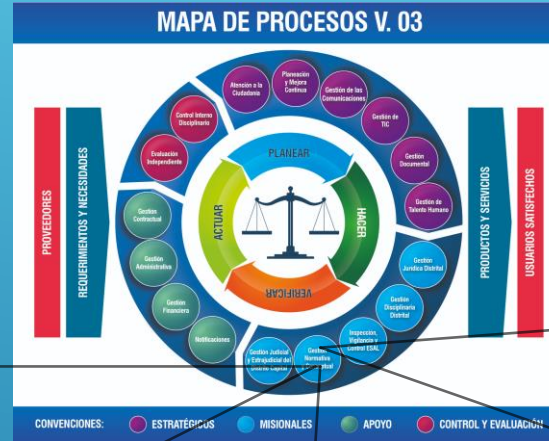 MAPA DE PROCESOS V. 03
PROVEEDORES
REQUERIMIENTOS Y NECESIDADES
Atención a la
Ciudadanía
Planeación
y Mejora
Continua
Gestión de las
Comunicaciones
Gestión
de TIC
Gestión
Documental
Gestión de
Talento Humano
Control Interno
Disciplinario
Evaluación
Independiente
Gestión
Contractual
Gestión
Administrativa
Gestión
Financiera
Notificaciones
Gestión Judicial
y Extrajudicial del
Distrito Capital
Gestión
Normativa
y Conceptual
Inspección,
Vigilancia y
Control ESAL
Gestión
Disciplinaria
Distrital
Gestión
Jurídica Distrital
PLANEAR
HACER
VERIFICAR
ACTUAR
PRODUCTOS Y SERVICIOS
USUARIOS SATISFECHOS
CONVENCIONES: ESTRATÉGICOS MISIONALES APOYO CONTROL Y EVALUACIÓN